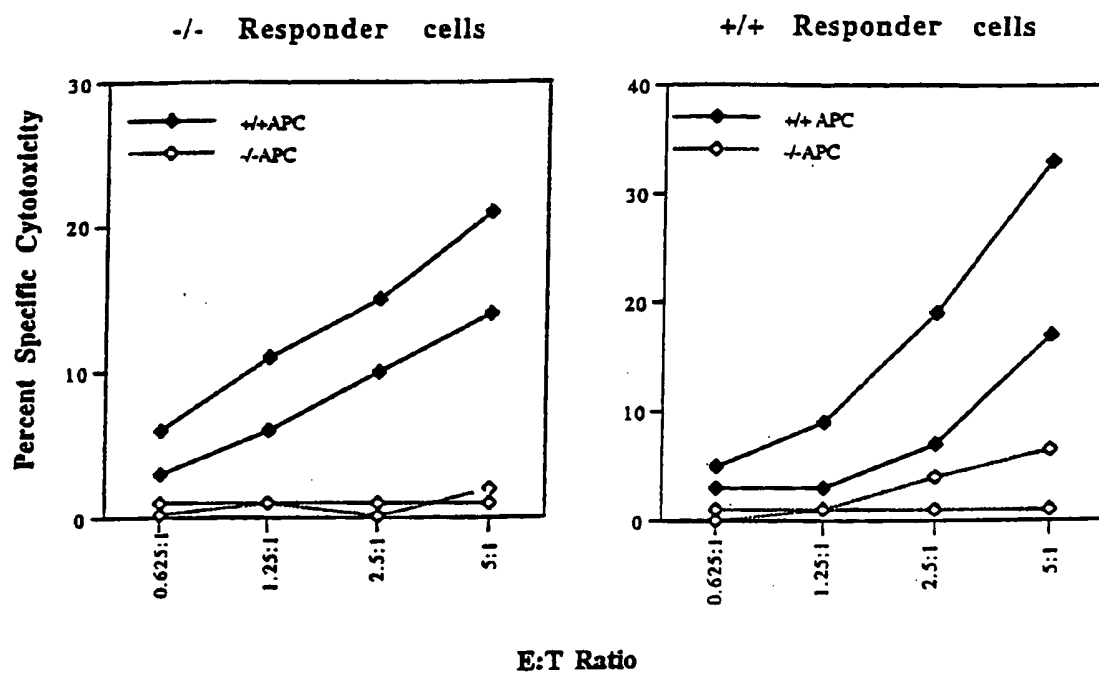 -/- Responder cells
+/+ Responder cells
Percent Specific Cytotoxicity
30
20
10
0
+/+APC
-/-APC
0.625:1
1.25:1
2.5:1
5:1
40
30
20
10
0
+/+ APC
-/-APC
0.625:1
1.25:1
2.5:1
5:1
E:T Ratio